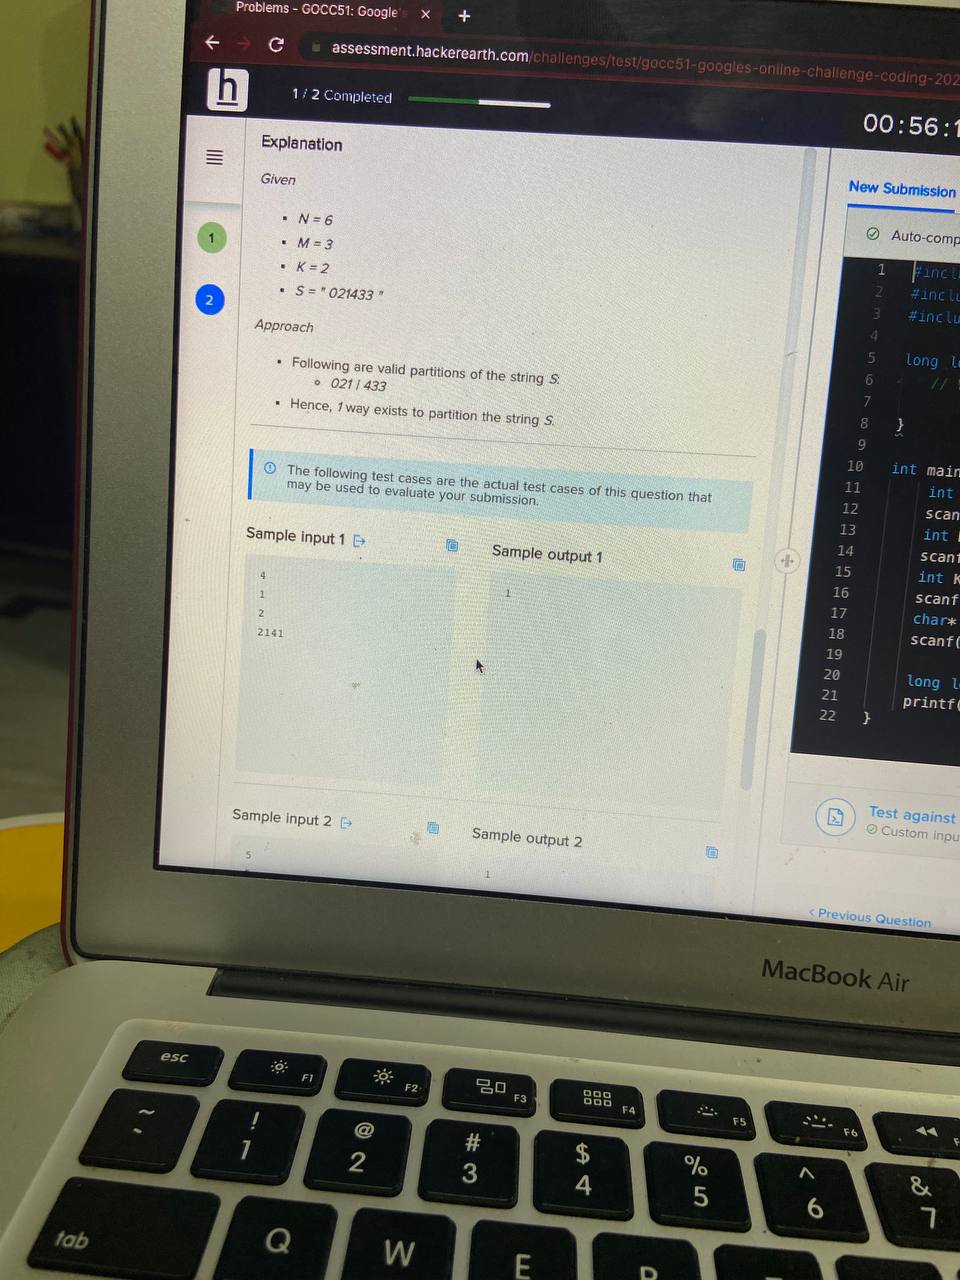 Problems - GOCC51: Google's × +
assessment.hackerearth.com/challenges/test/gocc51-googles-online-challenge-coding-202
h
1 / 2 Completed
00:56:1
Explanation
Given
N = 6
M = 3
K = 2
S = " 021433 "
Approach
Following are valid partitions of the string S:
021 / 433
Hence, 1 way exists to partition the string S.
The following test cases are the actual test cases of this question that
may be used to evaluate your submission.
Sample input 1
4
1
2
2141
Sample output 1
1
Sample input 2
5
Sample output 2
1
1
2
New Submission
Auto-comp
1 #incl
2 #inclu
3 #inclu
4
5 long l
6 //
7
8 }
9
10 int main
11 int
12 scan
13 int
14 scanf
15 int K
16 scanf
17 char*
18 scanf(
19
20 long l
21 printf(
22 }
Test against
Custom inpu
< Previous Question
MacBook Air
esc F1 F2 F3 F4 F5 F6
~ ! 1 @ 2 # 3 $ 4 % 5 ^ 6 & 7
tab Q W E